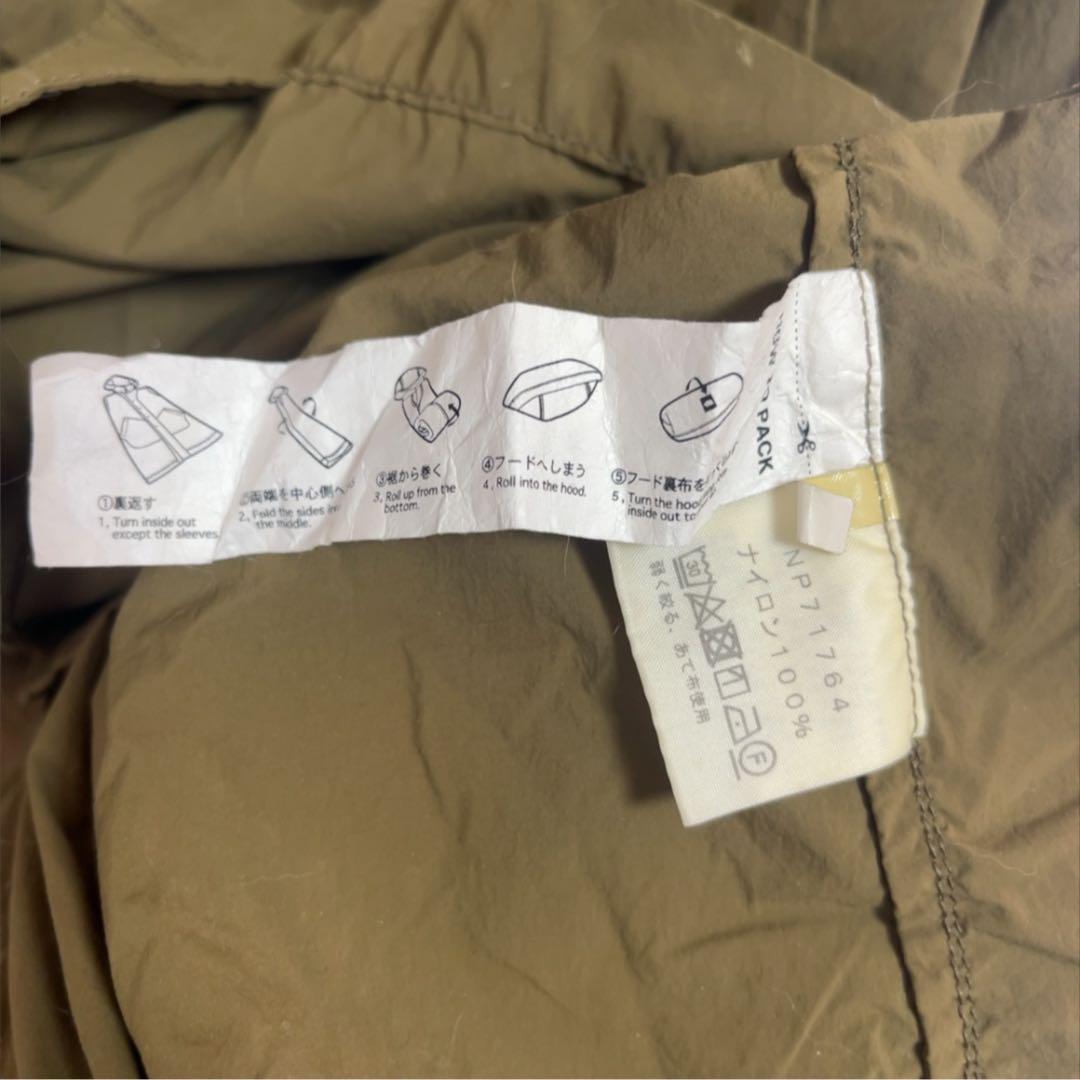 HOW TO PACK
①裏返す
1, Turn inside out
except the sleeves
②両端を中心側へ
2, Fold the sides
the middle.
③裾から巻く
3, Roll up from the
bottom.
④フードへしまう
4, Roll into the hood.
⑤フード裏布を
5, Turn the
inside out to
NP71764
ナイロン100%
30
F
弱く絞る、あて布使用